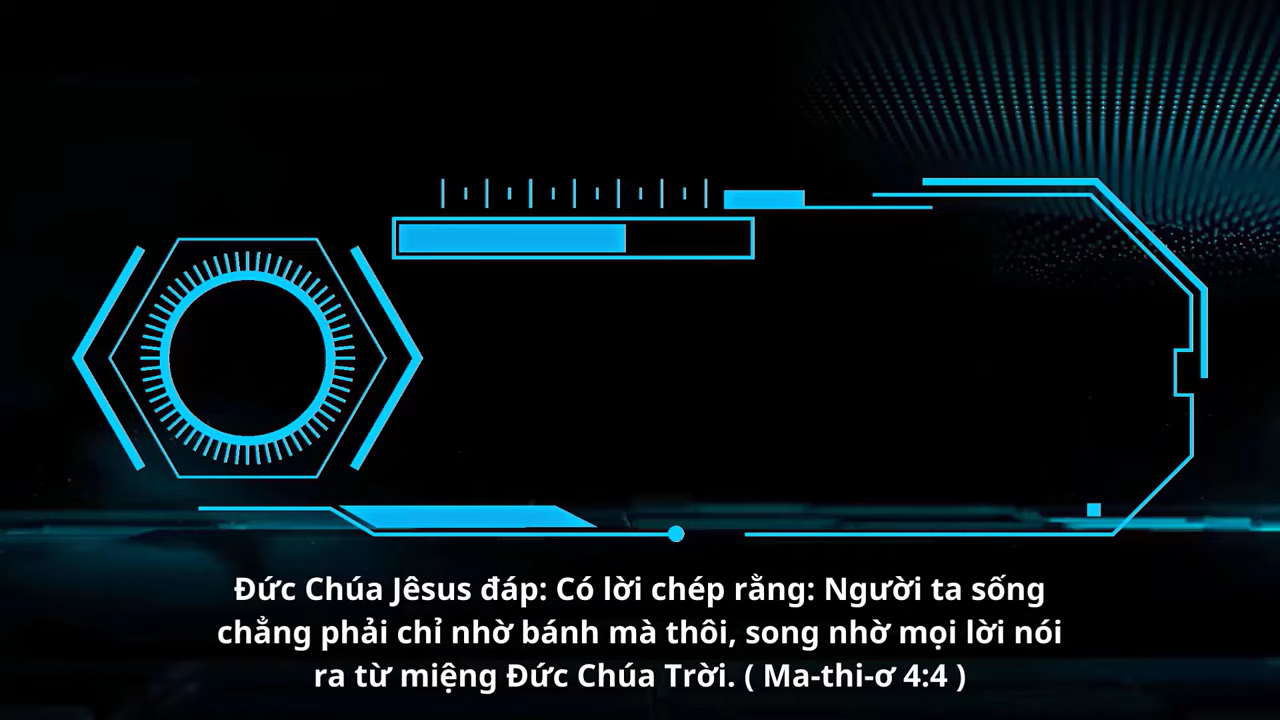 Đức Chúa Jêsus đáp: Có lời chép rằng: Người ta sống
chẳng phải chỉ nhờ bánh mà thôi, song nhờ mọi lời nói
ra từ miệng Đức Chúa Trời. ( Ma-thi-ơ 4:4 )